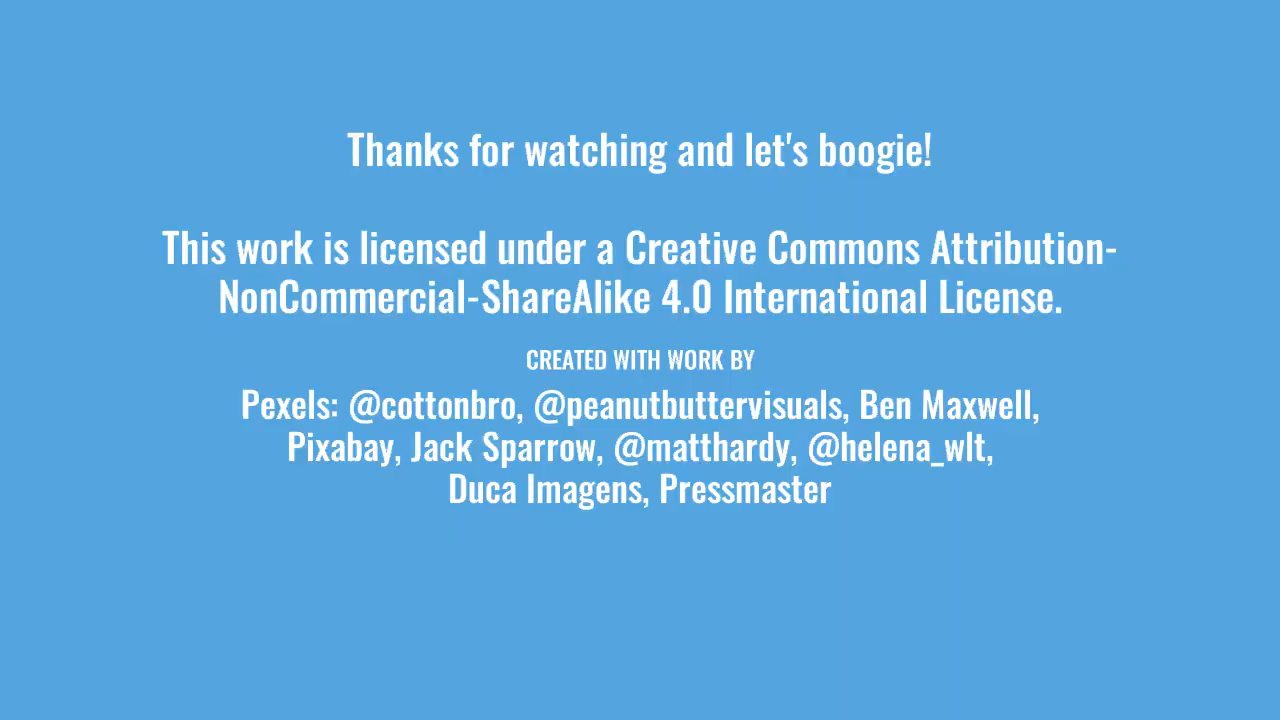 Thanks for watching and let's boogie!
This work is licensed under a Creative Commons Attribution-
NonCommercial-ShareAlike 4.0 International License.
CREATED WITH WORK BY
Pexels: @cottonbro, @peanutbuttervisuals, Ben Maxwell,
Pixabay, Jack Sparrow, @matthardy, @helena_wlt,
Duca Imagens, Pressmaster